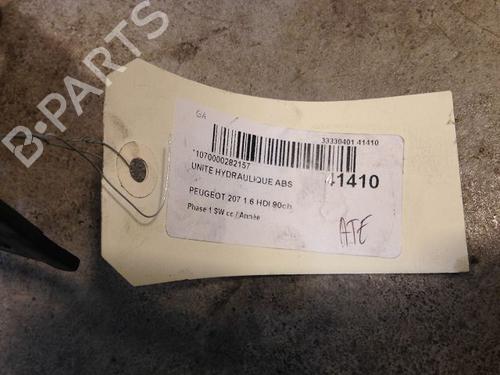 B-PARTS
GA
33330401 41410
*1070000282157
UNITE HYDRAULIQUE ABS
41410
PEUGEOT 207 1.6 HDI 90ch
Phase 1 SW cc / Année
ATE